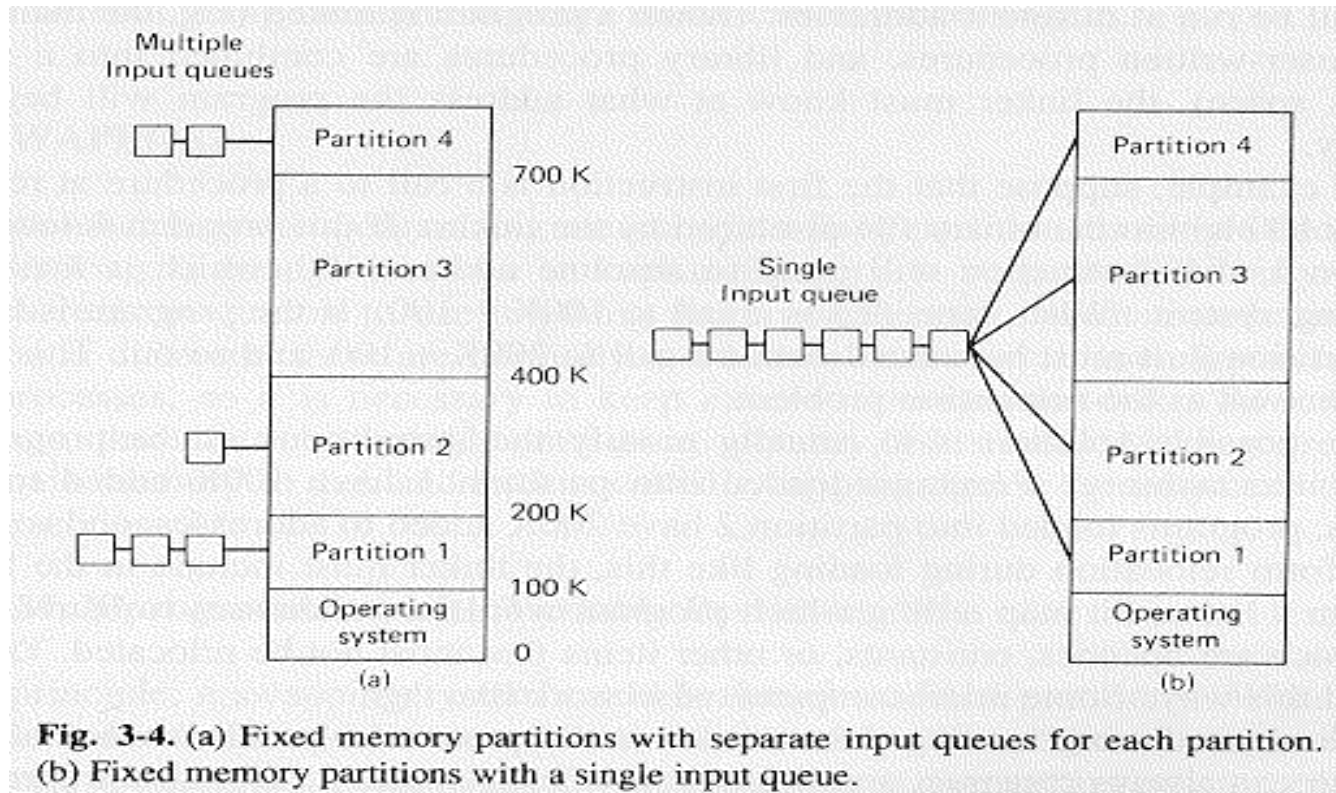 Multiple
Input queues
Partition 4
700 K
Partition 3
400 K
Partition 2
200 K
Partition 1
100 K
Operating
system
0
(a)
Single
Input queue
Partition 4
Partition 3
Partition 2
Partition 1
Operating
system
(b)
Fig. 3-4. (a) Fixed memory partitions with separate input queues for each partition.
(b) Fixed memory partitions with a single input queue.